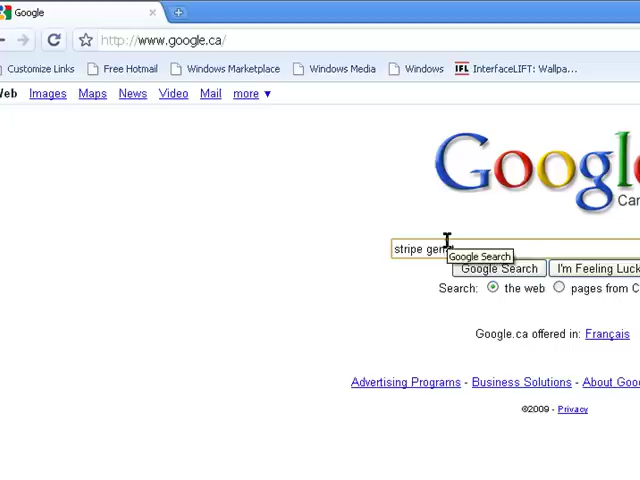 Google
http://www.google.ca/
Customize Links Free Hotmail Windows Marketplace Windows Media Windows IFL InterfaceLIFT: Wallpa...
Web Images Maps News Video Mail more ▼
Google
Can
stripe gen
Google Search
Google Search I'm Feeling Luck
Search: the web pages from C
Google.ca offered in: Français
Advertising Programs - Business Solutions - About Goo
©2009 - Privacy